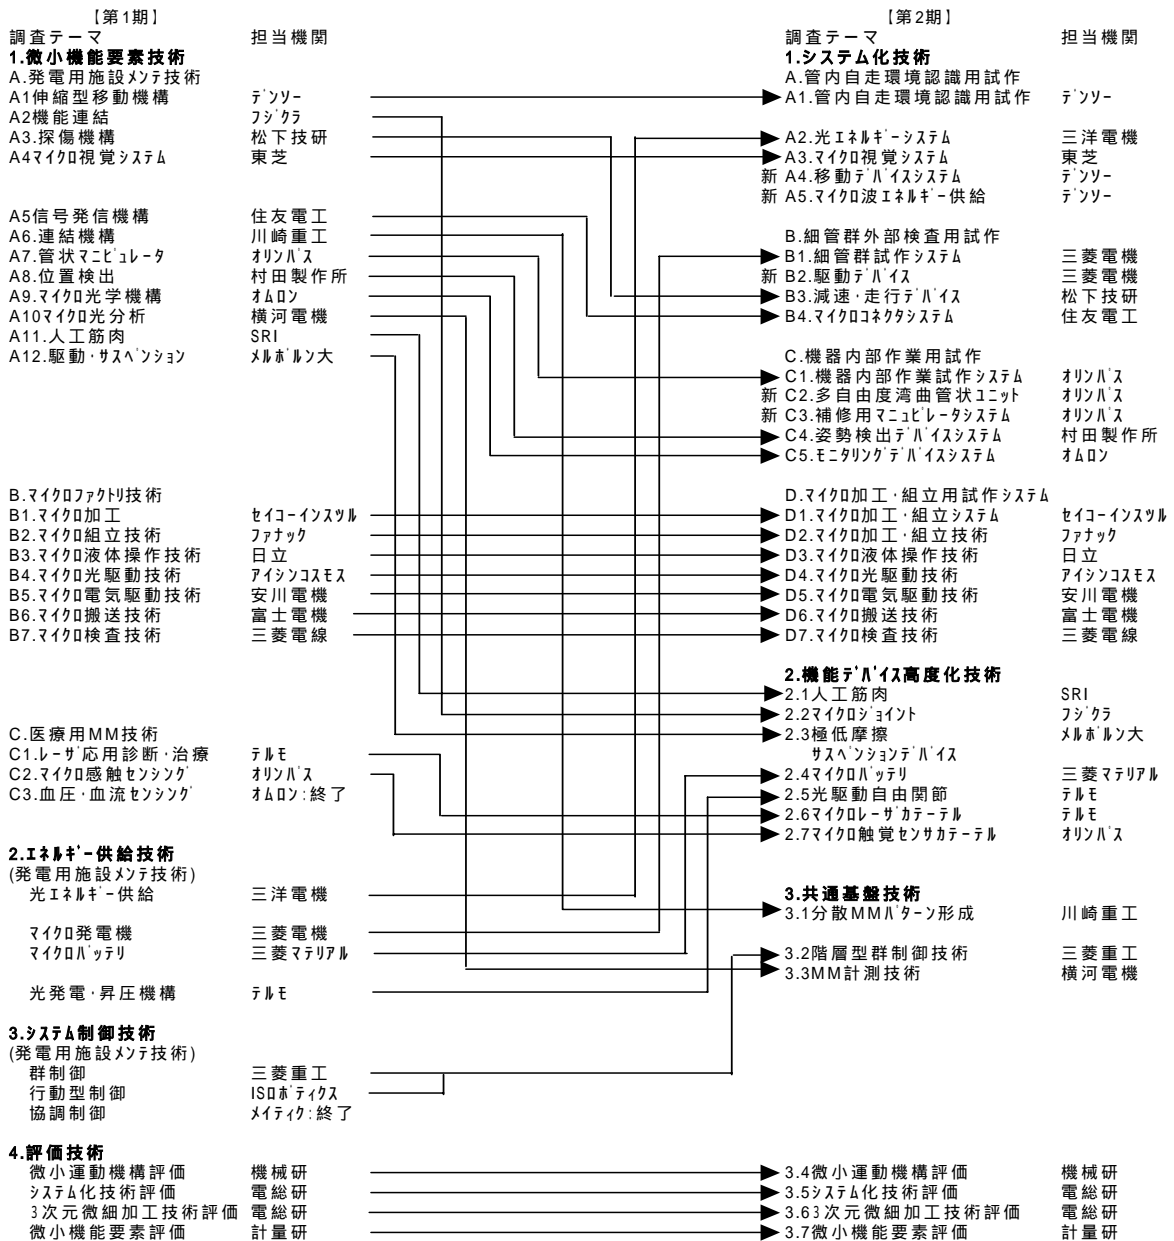 【第1期】 【第2期】
調査テーマ 担当機関 調査テーマ 担当機関
1.微小機能要素技術 1.システム化技術
A.発電用施設ﾒﾝﾃ技術 A.管内自走環境認識用試作
A1伸縮型移動機構 ﾃﾞﾝｿｰ A1.管内自走環境認識用試作 ﾃﾞﾝｿｰ
A2機能連結 ﾌｼﾞｸﾗ
A3.探傷機構 松下技研 A2.光ｴﾈﾙｷﾞｰｼｽﾃﾑ 三洋電機
A4ﾏｲｸﾛ視覚ｼｽﾃﾑ 東芝 A3.ﾏｲｸﾛ視覚ｼｽﾃﾑ 東芝
新 A4.移動ﾃﾞﾊﾞｲｽｼｽﾃﾑ ﾃﾞﾝｿｰ
新 A5.ﾏｲｸﾛ波ｴﾈﾙｷﾞｰ供給 ﾃﾞﾝｿｰ
A5信号発信機構 住友電工
A6.連結機構 川崎重工 B.細管群外部検査用試作
A7.管状ﾏﾆﾋﾟｭﾚｰﾀ ｵﾘﾝﾊﾟｽ B1.細管群試作ｼｽﾃﾑ 三菱電機
A8.位置検出 村田製作所 新 B2.駆動ﾃﾞﾊﾞｲｽ 三菱電機
A9.ﾏｲｸﾛ光学機構 ｵﾑﾛﾝ B3.減速･走行ﾃﾞﾊﾞｲｽ 松下技研
A10ﾏｲｸﾛ光分析 横河電機 B4.ﾏｲｸﾛｺﾈｸﾀｼｽﾃﾑ 住友電工
A11.人工筋肉 SRI
A12.駆動･ｻｽﾍﾟﾝｼｮﾝ ﾒﾙﾎﾞﾙﾝ大 C.機器内部作業用試作
C1.機器内部作業試作ｼｽﾃﾑ ｵﾘﾝﾊﾟｽ
新 C2.多自由度湾曲管状ﾕﾆｯﾄ ｵﾘﾝﾊﾟｽ
新 C3.補修用ﾏﾆｭﾋﾟﾚｰﾀｼｽﾃﾑ ｵﾘﾝﾊﾟｽ
C4.姿勢検出ﾃﾞﾊﾞｲｽｼｽﾃﾑ 村田製作所
C5.ﾓﾆﾀﾘﾝｸﾞﾃﾞﾊﾞｲｽｼｽﾃﾑ ｵﾑﾛﾝ
B.ﾏｲｸﾛﾌｧｸﾄﾘ技術 D.ﾏｲｸﾛ加工･組立用試作ｼｽﾃﾑ
B1.ﾏｲｸﾛ加工 ｾｲｺｰｲﾝｽﾂﾙ D1.ﾏｲｸﾛ加工･組立ｼｽﾃﾑ ｾｲｺｰｲﾝｽﾂﾙ
B2.ﾏｲｸﾛ組立技術 ﾌｧﾅｯｸ D2.ﾏｲｸﾛ加工･組立技術 ﾌｧﾅｯｸ
B3.ﾏｲｸﾛ液体操作技術 日立 D3.ﾏｲｸﾛ液体操作技術 日立
B4.ﾏｲｸﾛ光駆動技術 ｱｲｼﾝｺｽﾓｽ D4.ﾏｲｸﾛ光駆動技術 ｱｲｼﾝｺｽﾓｽ
B5.ﾏｲｸﾛ電気駆動技術 安川電機 D5.ﾏｲｸﾛ電気駆動技術 安川電機
B6.ﾏｲｸﾛ搬送技術 富士電機 D6.ﾏｲｸﾛ搬送技術 富士電機
B7.ﾏｲｸﾛ検査技術 三菱電線 D7.ﾏｲｸﾛ検査技術 三菱電線
2.機能ﾃﾞﾊﾞｲｽ高度化技術
2.1人工筋肉 SRI
2.2ﾏｲｸﾛｼﾞｮｲﾝﾄ ﾌｼﾞｸﾗ
C.医療用MM技術 2.3極低摩擦 ﾒﾙﾎﾞﾙﾝ大
C1.ﾚｰｻﾞ応用診断･治療 ﾃﾙﾓ ｻｽﾍﾟﾝｼｮﾝﾃﾞﾊﾞｲｽ
C2.ﾏｲｸﾛ感触ｾﾝｼﾝｸﾞ ｵﾘﾝﾊﾟｽ 2.4ﾏｲｸﾛﾊﾞｯﾃﾘ 三菱ﾏﾃﾘｱﾙ
C3.血圧･血流ｾﾝｼﾝｸﾞ ｵﾑﾛﾝ:終了 2.5光駆動自由関節 ﾃﾙﾓ
2.6ﾏｲｸﾛﾚｰｻﾞｶﾃｰﾃﾙ ﾃﾙﾓ
2.7ﾏｲｸﾛ触覚ｾﾝｻｶﾃｰﾃﾙ ｵﾘﾝﾊﾟｽ
2.ｴﾈﾙｷﾞｰ供給技術
(発電用施設ﾒﾝﾃ技術)
光ｴﾈﾙｷﾞｰ供給 三洋電機 3.共通基盤技術
3.1分散MMﾊﾟﾀｰﾝ形成 川崎重工
ﾏｲｸﾛ発電機 三菱電機
ﾏｲｸﾛﾊﾞｯﾃﾘ 三菱ﾏﾃﾘｱﾙ 3.2階層型群制御技術 三菱重工
3.3MM計測技術 横河電機
光発電･昇圧機構 ﾃﾙﾓ
3.ｼｽﾃﾑ制御技術
(発電用施設ﾒﾝﾃ技術)
群制御 三菱重工
行動型制御 ISﾛﾎﾞﾃｨｸｽ
協調制御 ﾒｲﾃｨｸ:終了
4.評価技術
微小運動機構評価 機械研 3.4微小運動機構評価 機械研
ｼｽﾃﾑ化技術評価 電総研 3.5ｼｽﾃﾑ化技術評価 電総研
3次元微細加工技術評価 電総研 3.63次元微細加工技術評価 電総研
微小機能要素評価 計量研 3.7微小機能要素評価 計量研